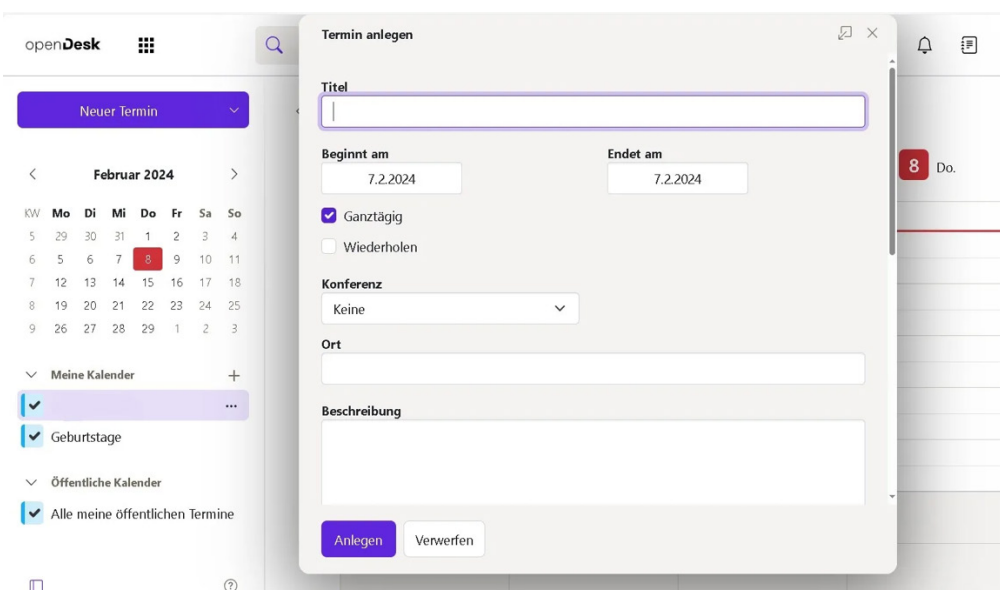 openDesk
Neuer Termin
Februar 2024
KW Mo Di Mi Do Fr Sa So
5 29 30 31 1 2 3 4
6 5 6 7 8 9 10 11
7 12 13 14 15 16 17 18
8 19 20 21 22 23 24 25
9 26 27 28 29 1 2 3
Meine Kalender
Geburtstage
Öffentliche Kalender
Alle meine öffentlichen Termine
Termin anlegen
Titel
Beginnt am Endet am
7.2.2024 7.2.2024
Ganztägig
Wiederholen
Konferenz
Keine
Ort
Beschreibung
Anlegen Verwerfen
8 Do.